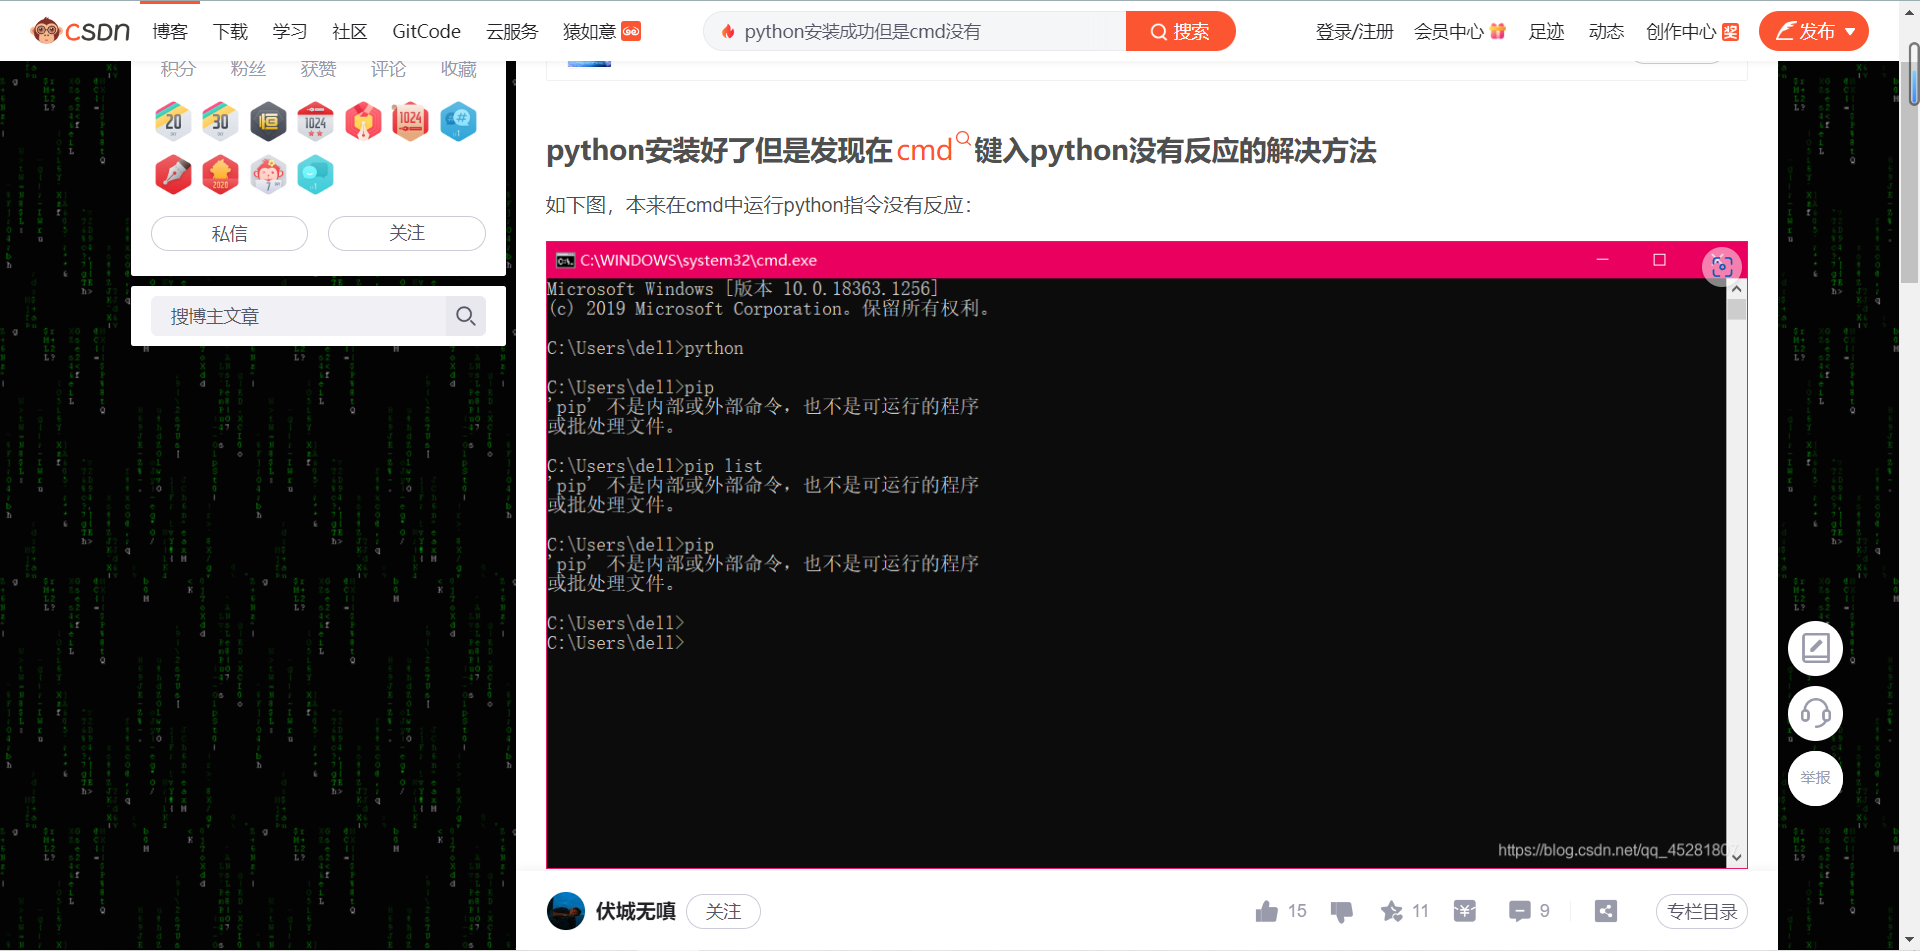 CSDN 博客 下载 学习 社区 GitCode 云服务 猿如意 python安装成功但是cmd没有 搜索 登录/注册 会员中心 足迹 动态 创作中心 奖 发布
积分 粉丝 获赞 评论 收藏
20 30 恒 1024 1024 #
2020
私信 关注
搜博主文章
python安装好了但是发现在cmd键入python没有反应的解决方法
如下图，本来在cmd中运行python指令没有反应：
C:\WINDOWS\system32\cmd.exe
Microsoft Windows [版本 10.0.18363.1256]
(c) 2019 Microsoft Corporation。保留所有权利。
C:\Users\dell>python
C:\Users\dell>pip
'pip' 不是内部或外部命令，也不是可运行的程序
或批处理文件。
C:\Users\dell>pip list
'pip' 不是内部或外部命令，也不是可运行的程序
或批处理文件。
C:\Users\dell>pip
'pip' 不是内部或外部命令，也不是可运行的程序
或批处理文件。
C:\Users\dell>
C:\Users\dell>
https://blog.csdn.net/qq_45281807
举报
伏城无嗔 关注 15 11 9 专栏目录